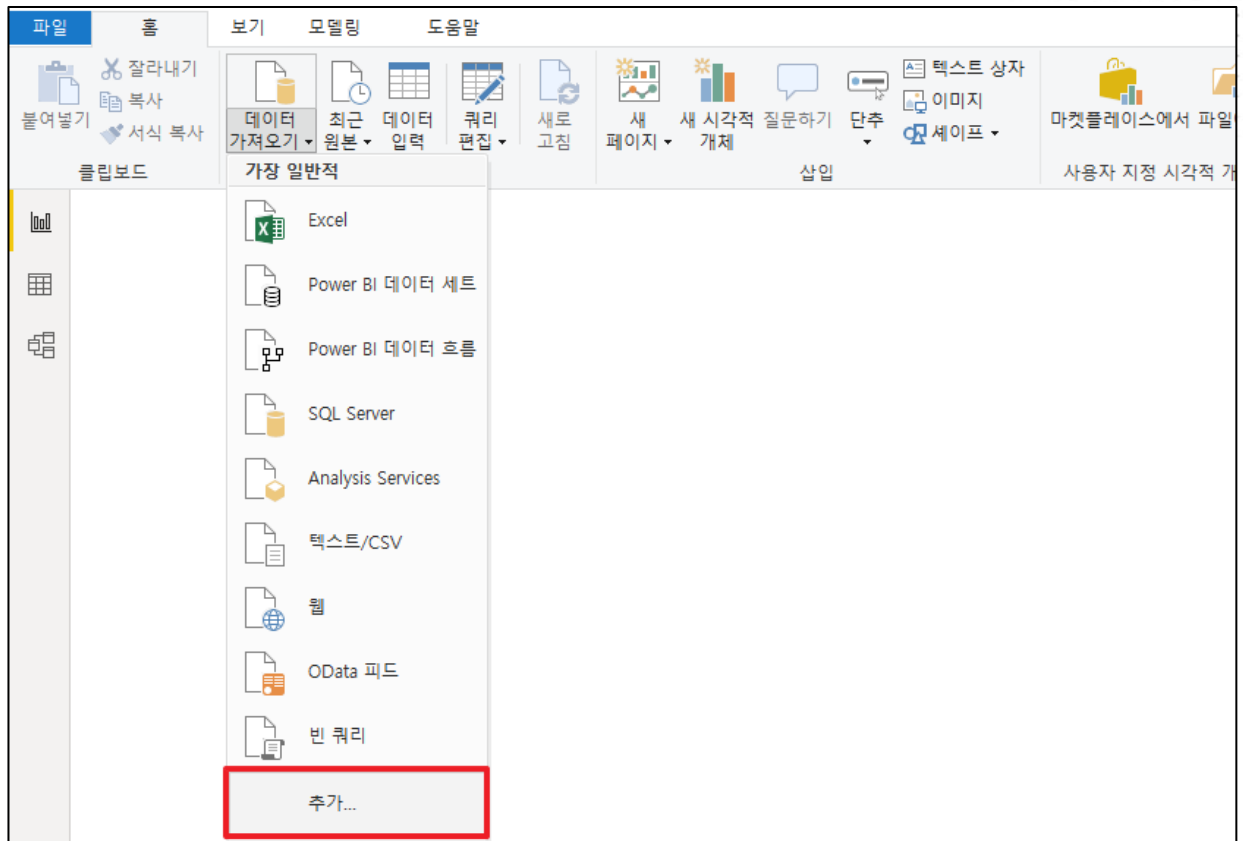 파일 홈 보기 모델링 도움말
잘라내기
복사
서식 복사
붙여넣기
클립보드
데이터
가져오기
최근
원본
데이터
입력
쿼리
편집
새로
고침
새
페이지
새 시각적
개체
질문하기
단추
텍스트 상자
이미지
셰이프
삽입
마켓플레이스에서
사용자 지정 시각적
가장 일반적
Excel
Power BI 데이터 세트
Power BI 데이터 흐름
SQL Server
Analysis Services
텍스트/CSV
웹
OData 피드
빈 쿼리
추가...